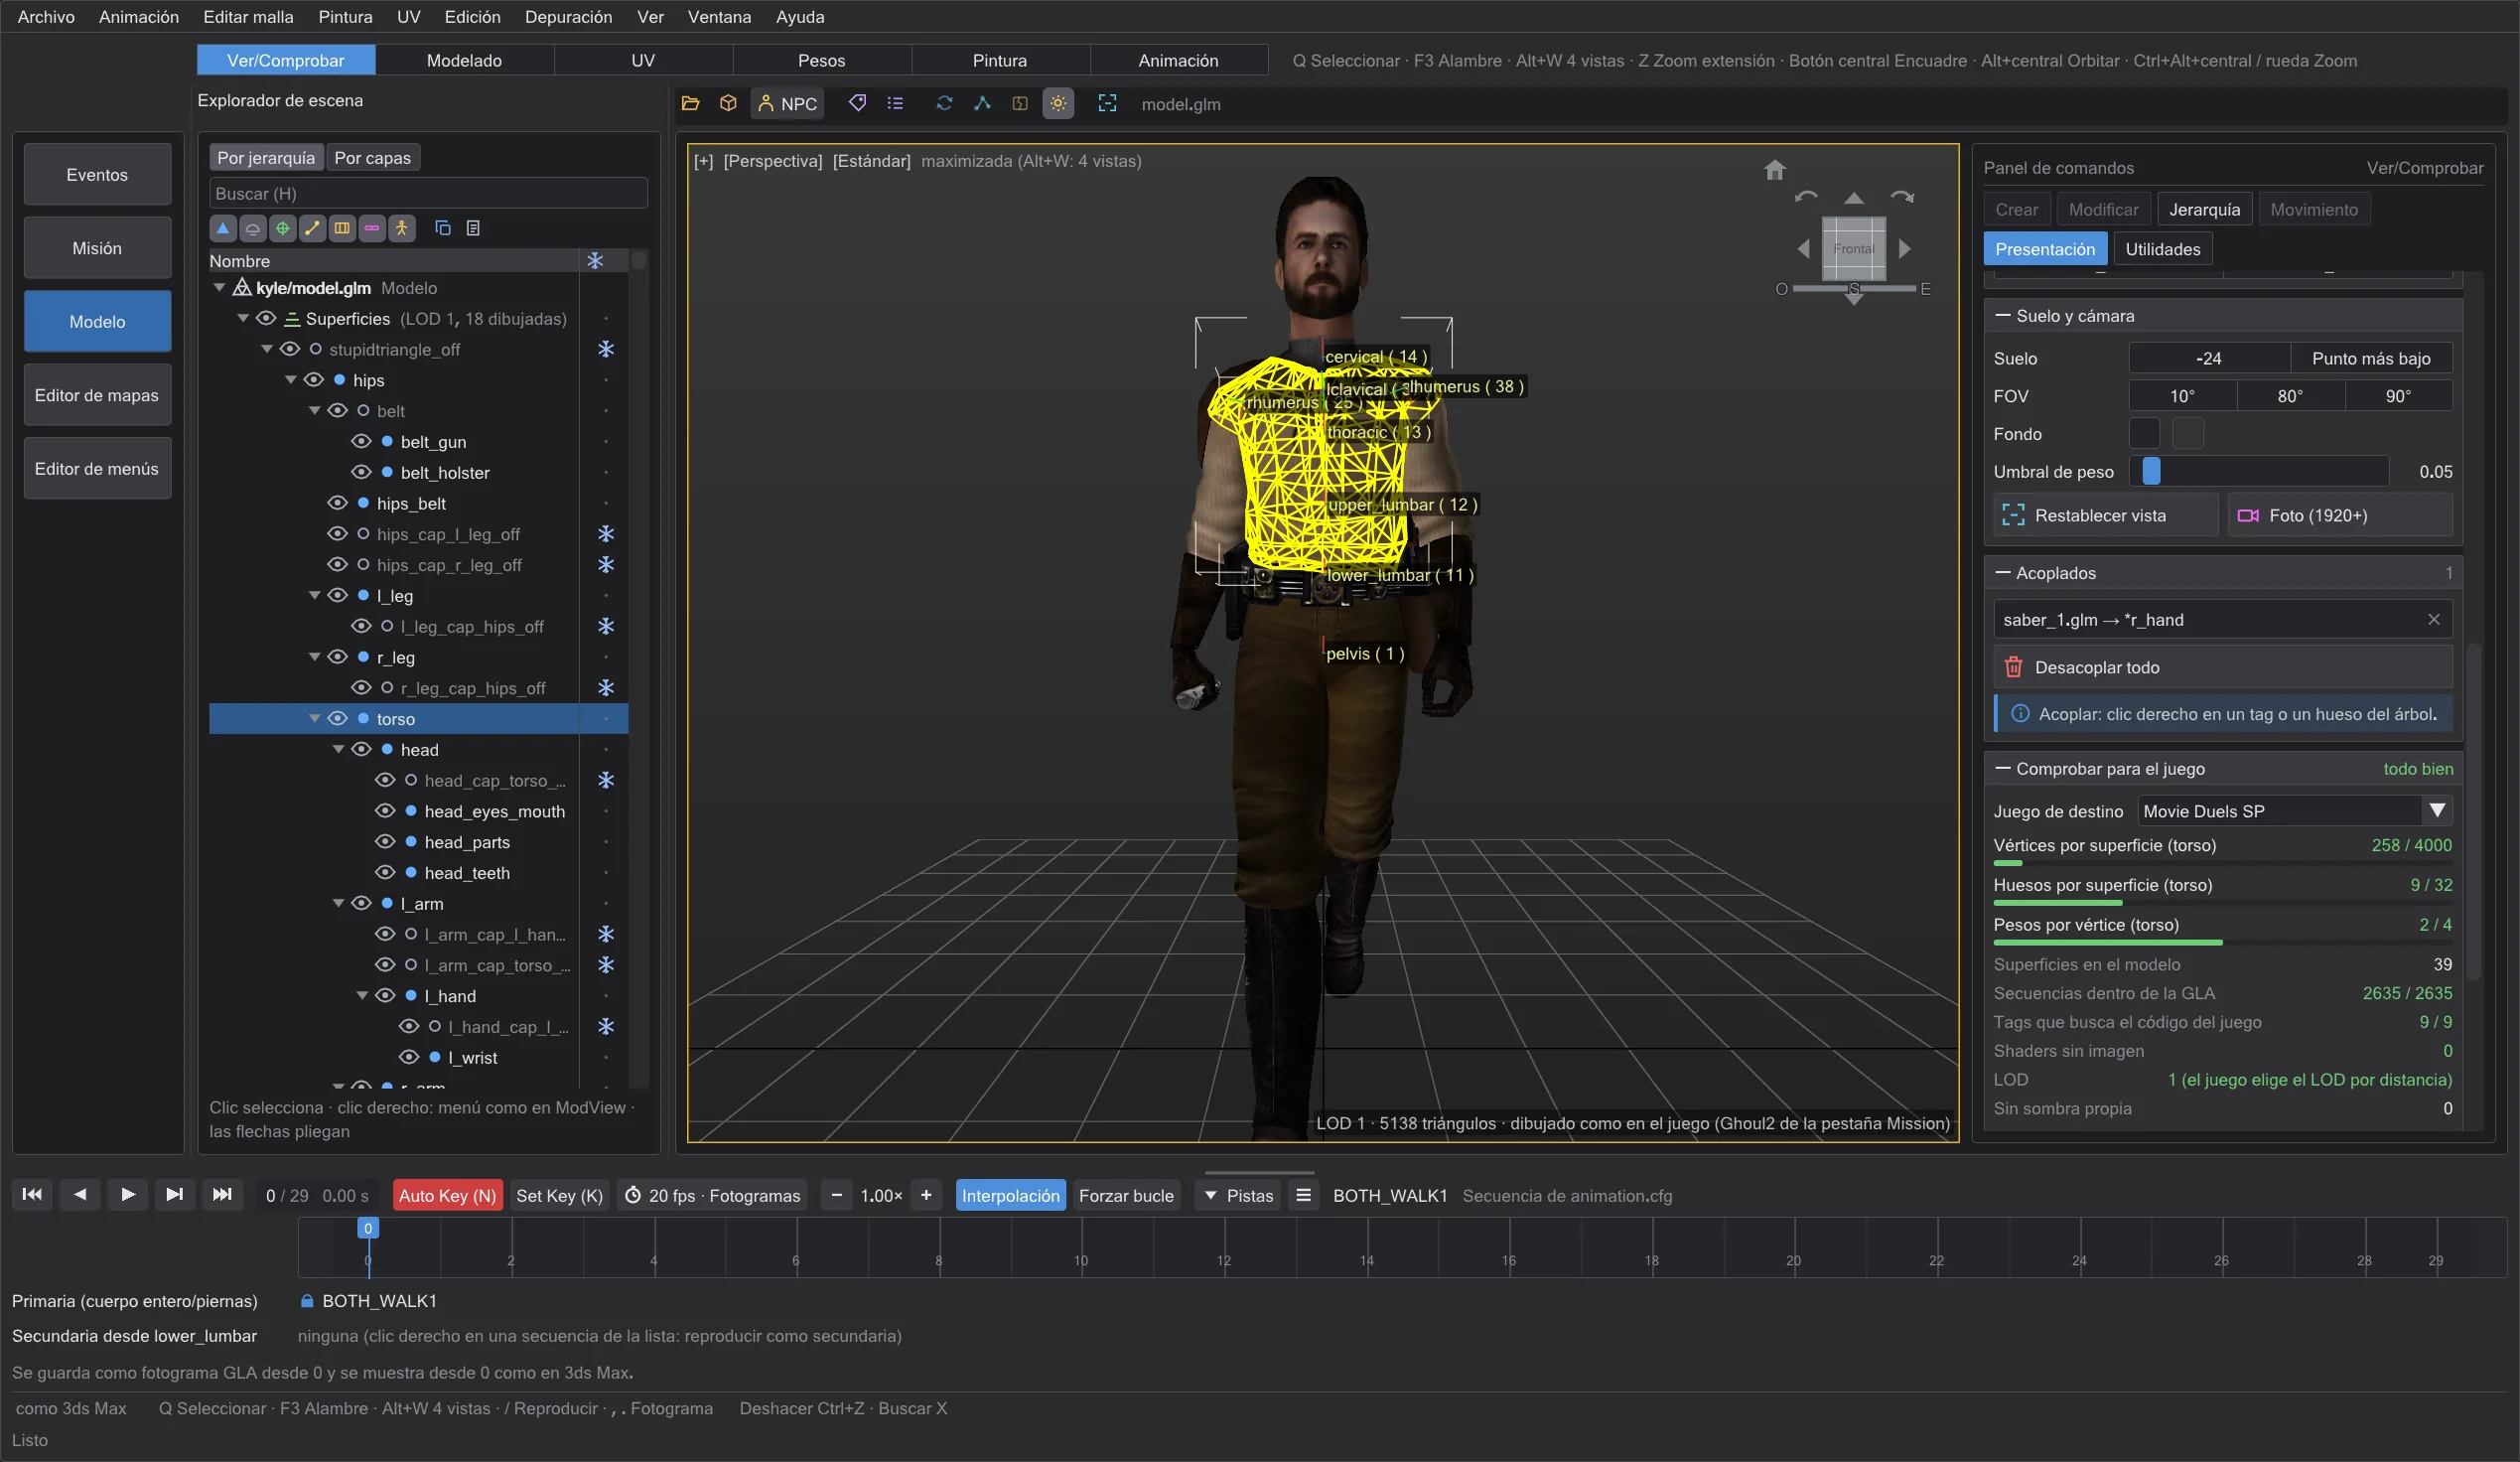 Archivo Animación Editar malla Pintura UV Edición Depuración Ver Ventana Ayuda
Ver/Comprobar Modelado UV Pesos Pintura Animación Q Seleccionar · F3 Alambre · Alt+W 4 vistas · Z Zoom extensión · Botón central Encuadre · Alt+central Orbitar · Ctrl+Alt+central / rueda Zoom
Explorador de escena
NPC model.glm
Eventos
Misión
Modelo
Editor de mapas
Editor de menús
Por jerarquía Por capas
Buscar (H)
Nombre
kyle/model.glm Modelo
Superficies (LOD 1, 18 dibujadas)
stupidtriangle_off
hips
belt
belt_gun
belt_holster
hips_belt
hips_cap_l_leg_off
hips_cap_r_leg_off
l_leg
l_leg_cap_hips_off
r_leg
r_leg_cap_hips_off
torso
head
head_cap_torso_...
head_eyes_mouth
head_parts
head_teeth
l_arm
l_arm_cap_l_han...
l_arm_cap_torso_...
l_hand
l_hand_cap_l_...
l_wrist
r_arm
Clic selecciona · clic derecho: menú como en ModView ·
las flechas pliegan
[+] [Perspectiva] [Estándar] maximizada (Alt+W: 4 vistas)
Frontal
O S E
cervical ( 14 )
lclavical
lhumerus ( 38 )
rhumerus ( 25 )
thoracic ( 13 )
upper_lumbar ( 12 )
lower_lumbar ( 11 )
pelvis ( 1 )
LOD 1 · 5138 triángulos · dibujado como en el juego (Ghoul2 de la pestaña Mission)
Panel de comandos Ver/Comprobar
Crear Modificar Jerarquía Movimiento
Presentación Utilidades
Suelo y cámara
Suelo -24 Punto más bajo
FOV 10° 80° 90°
Fondo
Umbral de peso 0.05
Restablecer vista Foto (1920+)
Acoplados 1
saber_1.glm → *r_hand
Desacoplar todo
Acoplar: clic derecho en un tag o un hueso del árbol.
Comprobar para el juego todo bien
Juego de destino Movie Duels SP
Vértices por superficie (torso) 258 / 4000
Huesos por superficie (torso) 9 / 32
Pesos por vértice (torso) 2 / 4
Superficies en el modelo 39
Secuencias dentro de la GLA 2635 / 2635
Tags que busca el código del juego 9 / 9
Shaders sin imagen 0
LOD 1 (el juego elige el LOD por distancia)
Sin sombra propia 0
0 / 29 0.00 s Auto Key (N) Set Key (K) 20 fps · Fotogramas − 1.00× + Interpolación Forzar bucle Pistas BOTH_WALK1 Secuencia de animation.cfg
0
0 2 4 6 8 10 12 14 16 18 20 22 24 26 28 29
Primaria (cuerpo entero/piernas) BOTH_WALK1
Secundaria desde lower_lumbar ninguna (clic derecho en una secuencia de la lista: reproducir como secundaria)
Se guarda como fotograma GLA desde 0 y se muestra desde 0 como en 3ds Max.
como 3ds Max Q Seleccionar · F3 Alambre · Alt+W 4 vistas · / Reproducir · , . Fotograma Deshacer Ctrl+Z · Buscar X
Listo